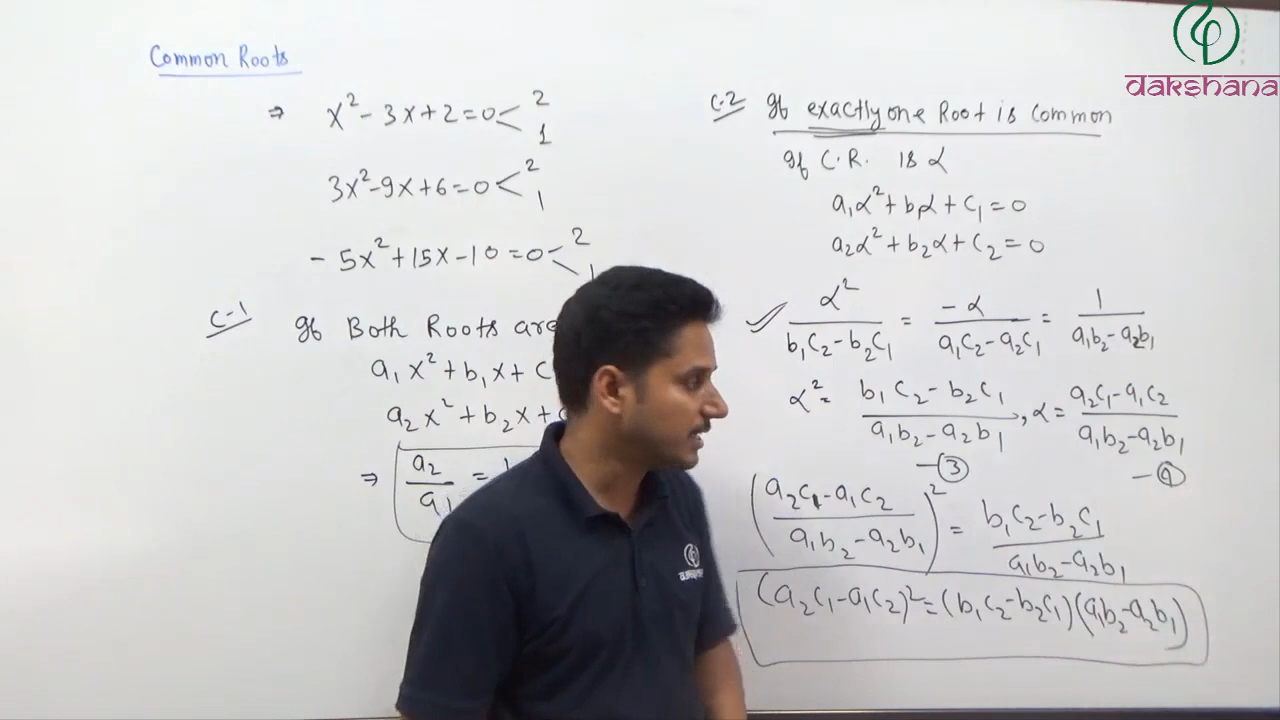 Common Roots
⇒ x² - 3x + 2 = 0 < 2
1
3x² - 9x + 6 = 0 < 2
1
- 5x² + 15x - 10 = 0 < 2
1
C-1 If Both Roots are
a₁x² + b₁x + c
a₂x² + b₂x + c
⇒ a₂/a₁ =
dakshana
C-2 If exactly one Root is Common
If C.R. is α
a₁α² + b₁α + c₁ = 0
a₂α² + b₂α + c₂ = 0
✓ α²/(b₁c₂ - b₂c₁) = -α/(a₁c₂ - a₂c₁) = 1/(a₁b₂ - a₂b₁)
α² = (b₁c₂ - b₂c₁)/(a₁b₂ - a₂b₁), α = (a₂c₁ - a₁c₂)/(a₁b₂ - a₂b₁)
-③ -④
((a₂c₁ - a₁c₂)/(a₁b₂ - a₂b₁))² = (b₁c₂ - b₂c₁)/(a₁b₂ - a₂b₁)
(a₂c₁ - a₁c₂)² = (b₁c₂ - b₂c₁)(a₁b₂ - a₂b₁)
dakshana